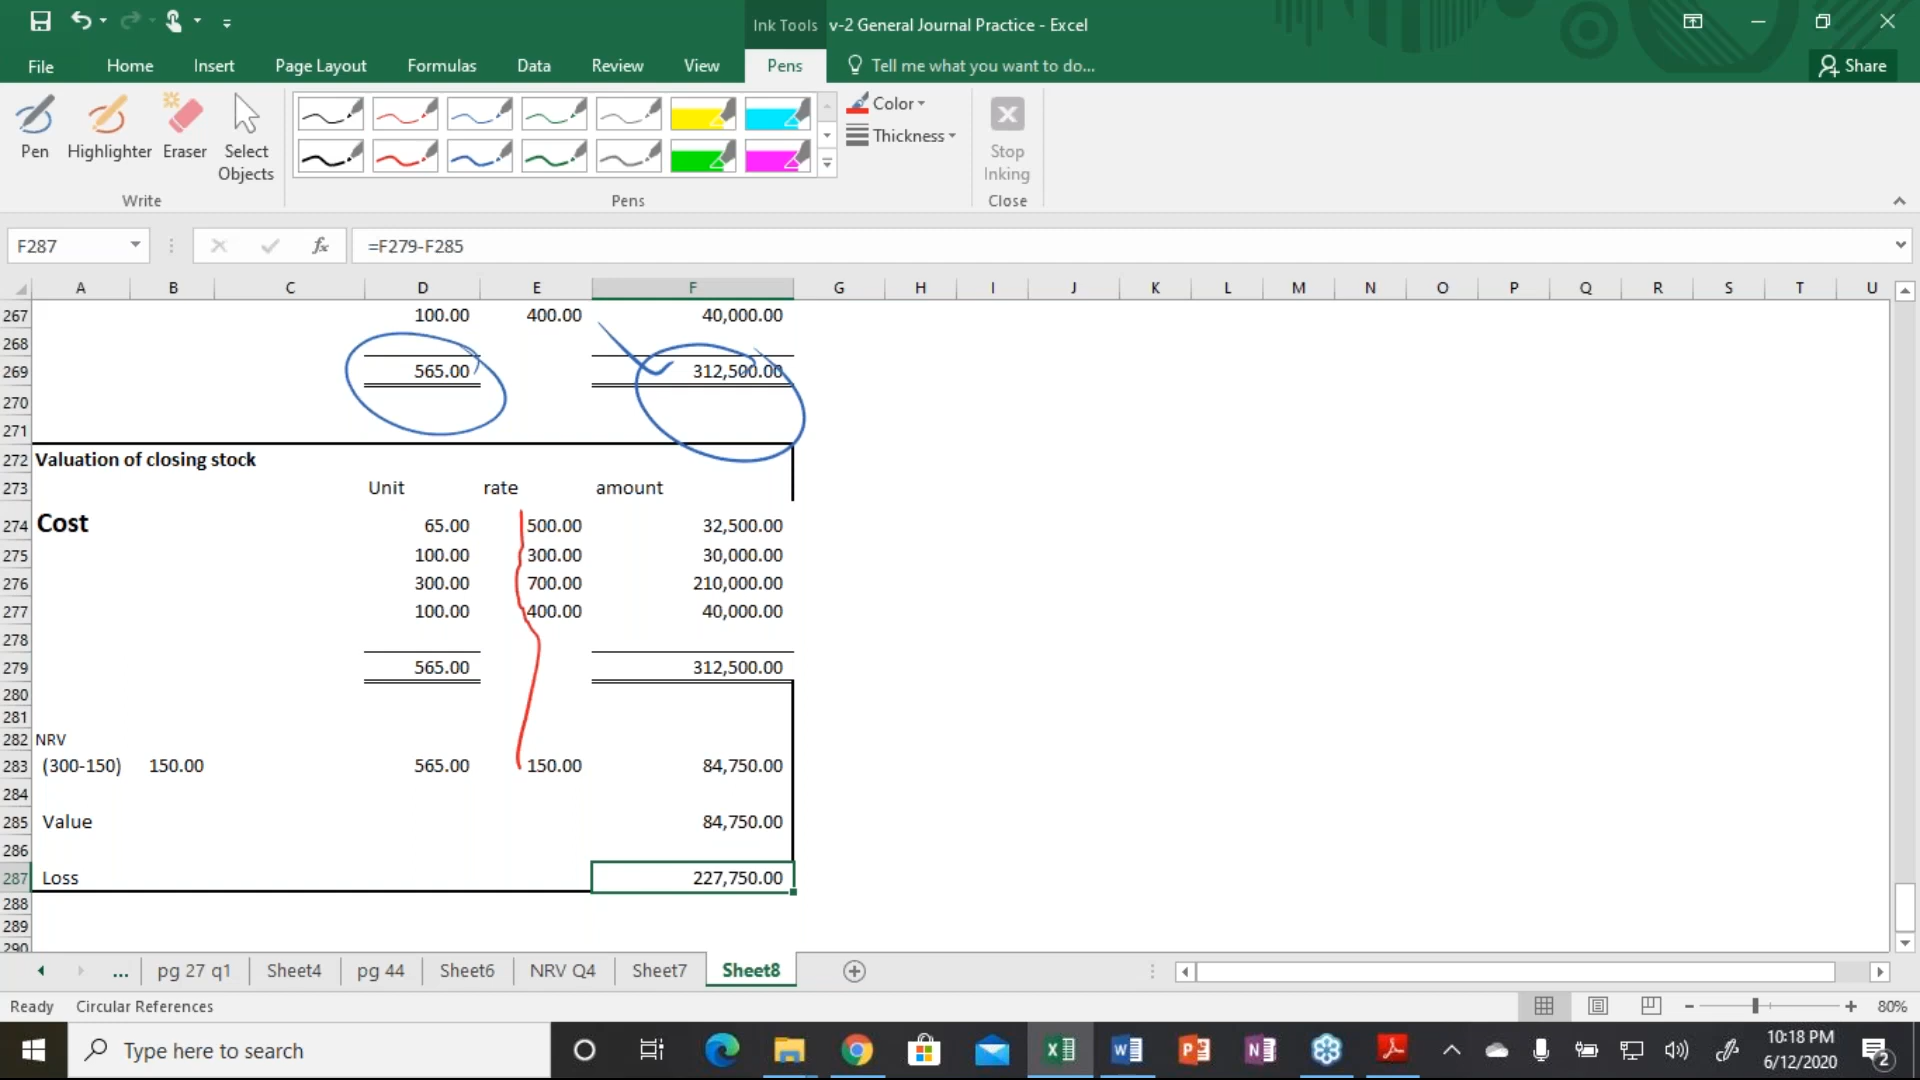 Ink Tools v-2 General Journal Practice - Excel
File Home Insert Page Layout Formulas Data Review View Pens Tell me what you want to do... Share
Pen Highlighter Eraser Select Objects
Color
Thickness
Stop Inking
Write Pens Close
F287 fx =F279-F285
A B C D E F G H I J K L M N O P Q R S T U
267 100.00 400.00 40,000.00
268
269 565.00 312,500.00
270
271
272 Valuation of closing stock
273 Unit rate amount
274 Cost 65.00 500.00 32,500.00
275 100.00 300.00 30,000.00
276 300.00 700.00 210,000.00
277 100.00 400.00 40,000.00
278
279 565.00 312,500.00
280
281
282 NRV
283 (300-150) 150.00 565.00 150.00 84,750.00
284
285 Value 84,750.00
286
287 Loss 227,750.00
288
289
290
... pg 27 q1 Sheet4 pg 44 Sheet6 NRV Q4 Sheet7 Sheet8
Ready Circular References 80%
Type here to search
10:18 PM
6/12/2020
2